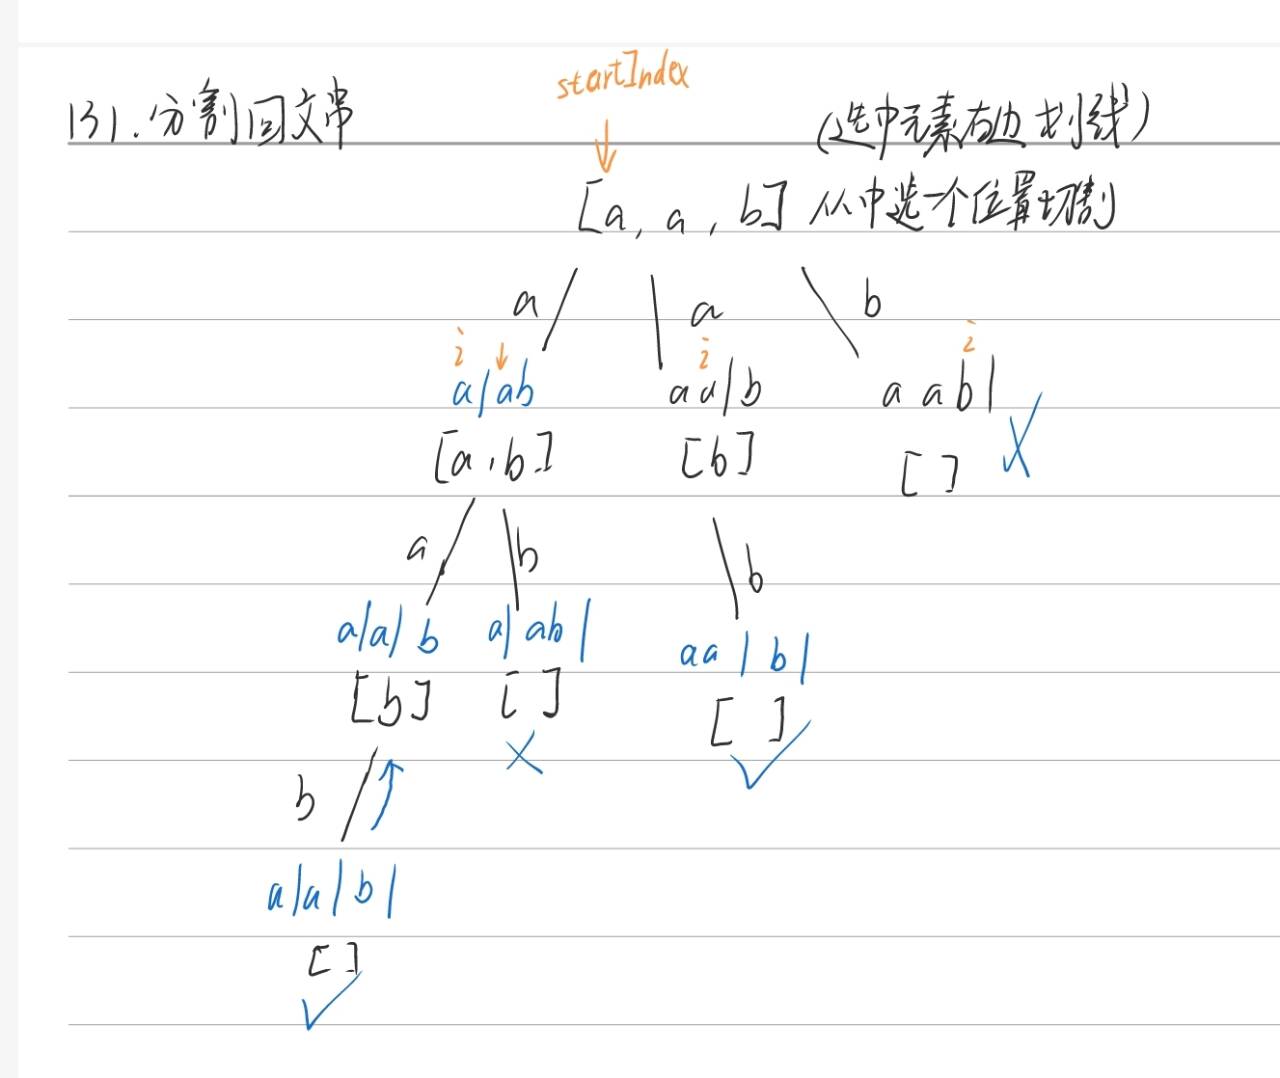 startIndex
131.分割回文串 (选中元素右边划线)
[a, a, b] 从中选一个位置切割
a a b
i i i
a|ab aa|b aab|
[a,b] [b] []
a b b
a|a|b a|ab| aa|b|
[b] [] []
b
a|a|b|
[]